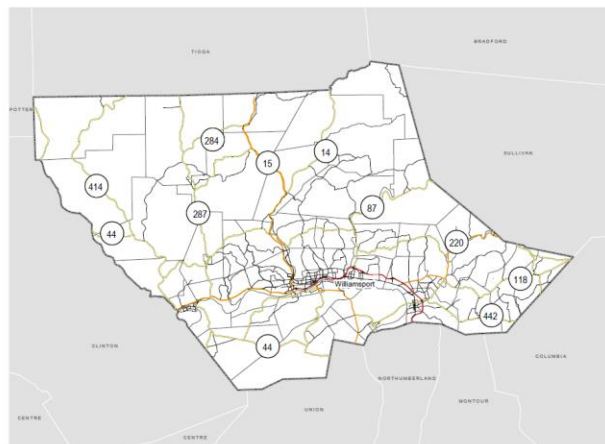 BRADFORD
TIOGA
POTTER
284
14
15
SULLIVAN
414
287
87
44
220
118
Williamsport
442
44
CLINTON
COLUMBIA
NORTHUMBERLAND
MONTOUR
UNION
CENTRE
CENTRE